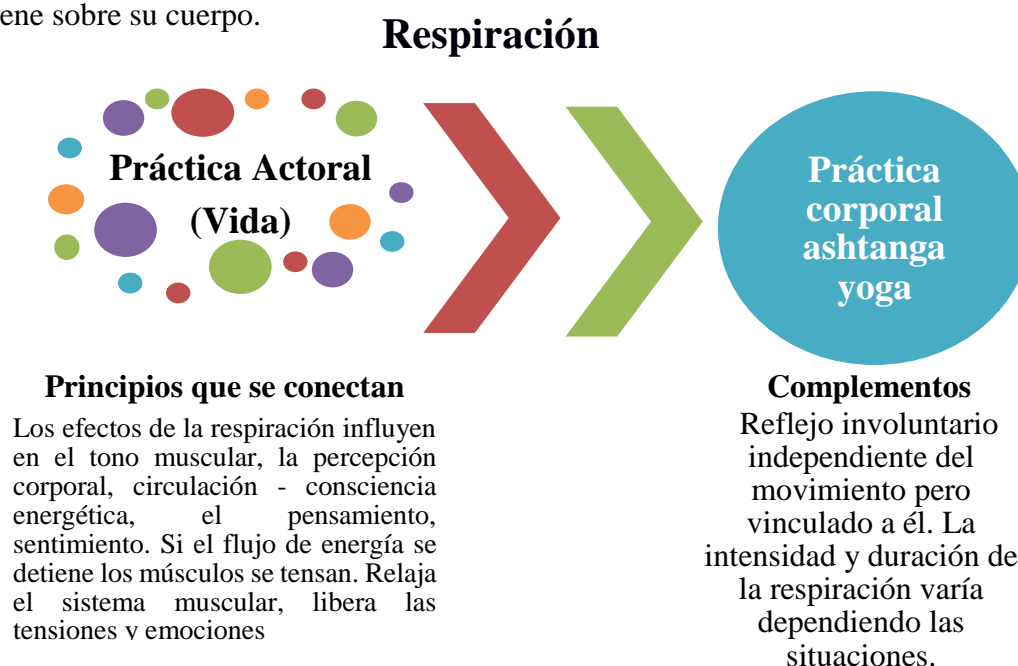 ene sobre su cuerpo.
Respiración
Práctica Actoral
(Vida)
Práctica
corporal
ashtanga
yoga
Principios que se conectan
Los efectos de la respiración influyen
en el tono muscular, la percepción
corporal, circulación - consciencia
energética, el pensamiento,
sentimiento. Si el flujo de energía se
detiene los músculos se tensan. Relaja
el sistema muscular, libera las
tensiones y emociones
Complementos
Reflejo involuntario
independiente del
movimiento pero
vinculado a él. La
intensidad y duración de
la respiración varía
dependiendo las
situaciones.